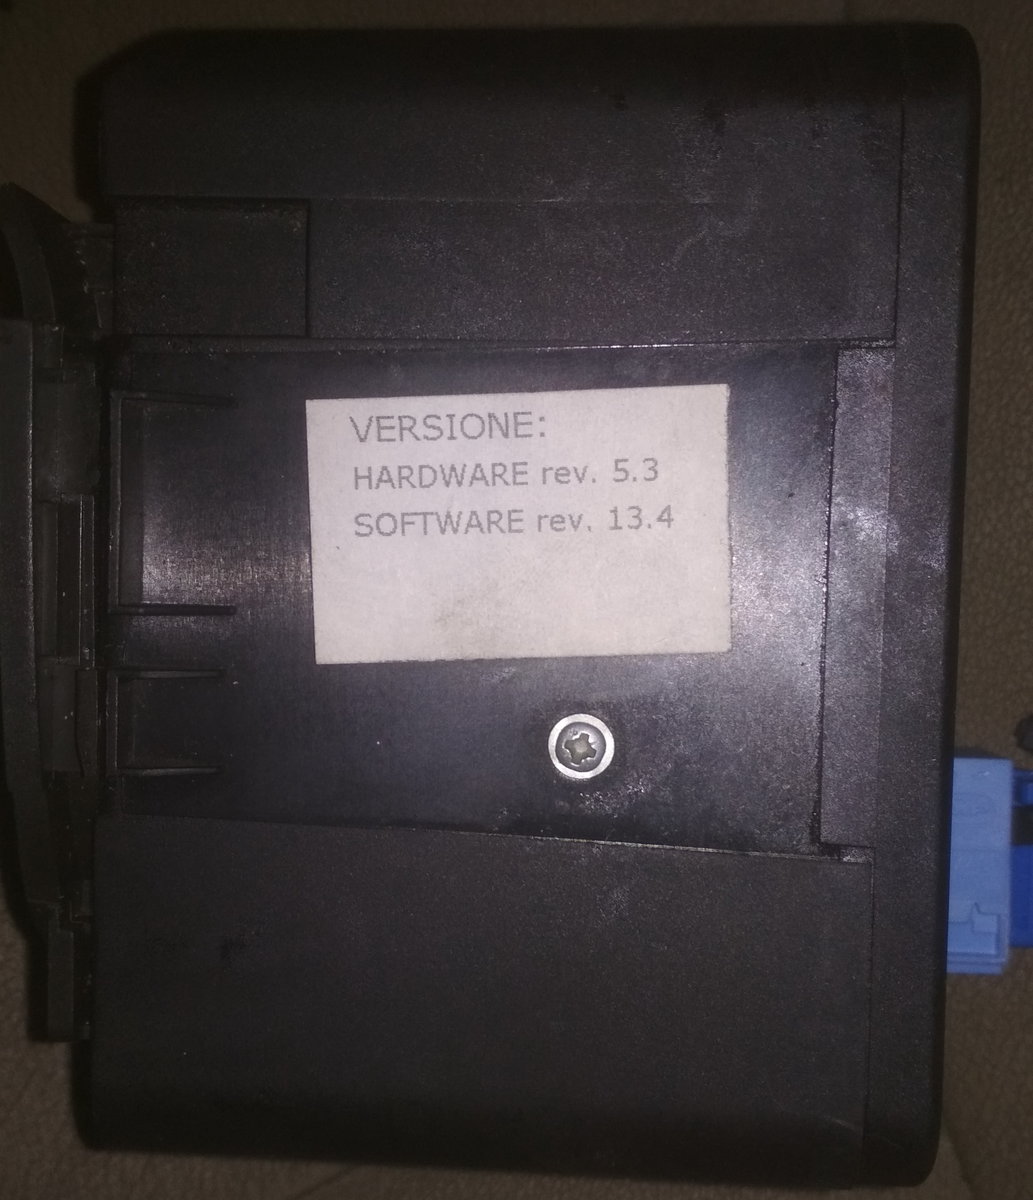 VERSIONE:
HARDWARE rev. 5.3
SOFTWARE rev. 13.4